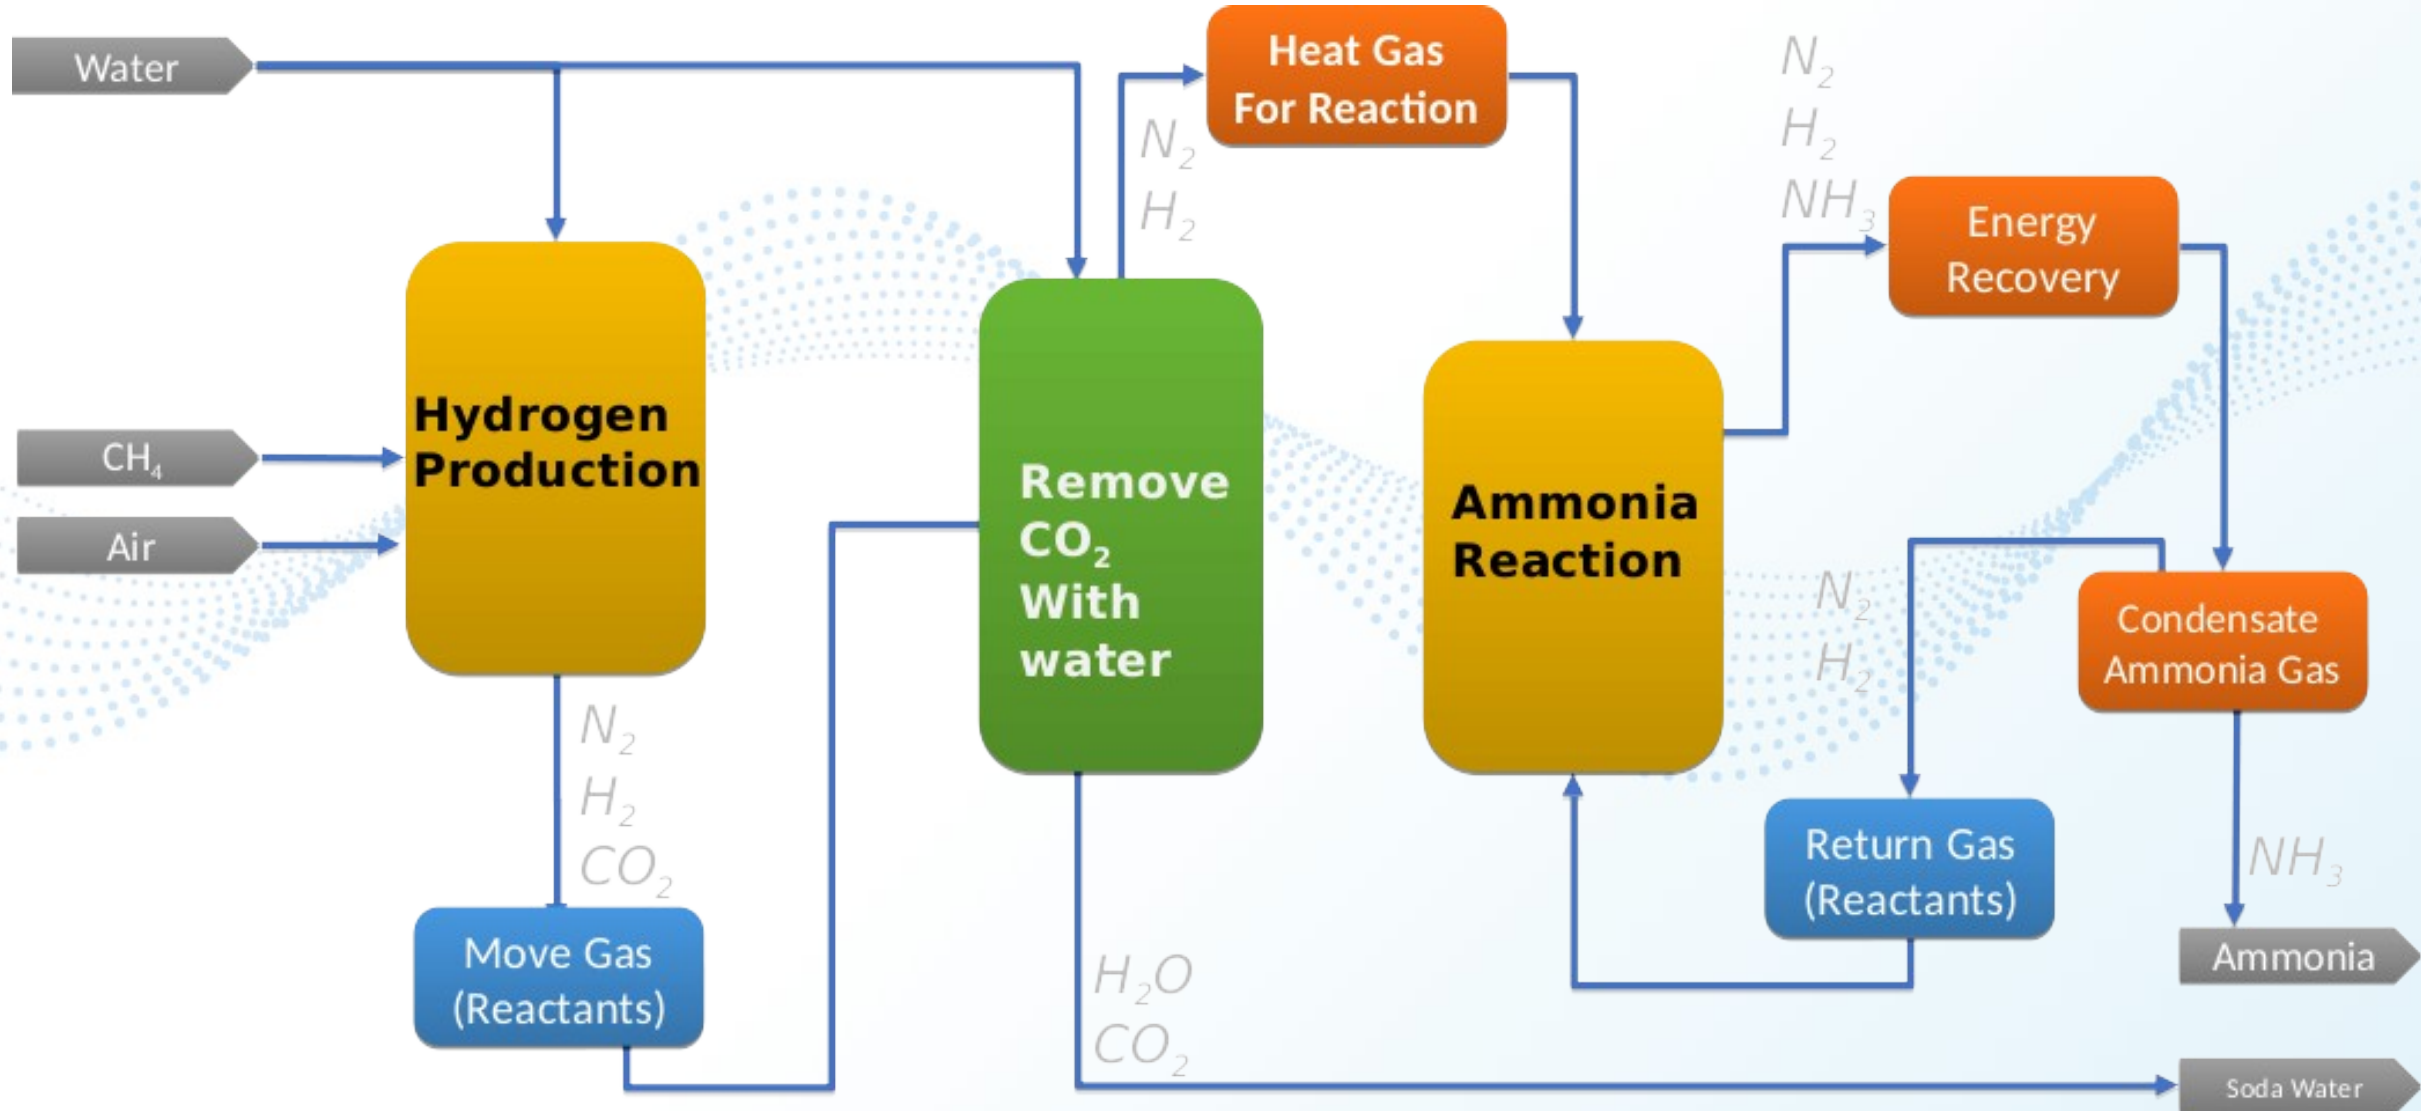 Water
CH₄
Air
Hydrogen
Production
N₂
H₂
CO₂
Move Gas
(Reactants)
Remove
CO₂
With
water
N₂
H₂
Heat Gas
For Reaction
H₂O
CO₂
Soda Water
Ammonia
Reaction
N₂
H₂
NH₃
Energy
Recovery
Condensate
Ammonia Gas
N₂
H₂
Return Gas
(Reactants)
NH₃
Ammonia